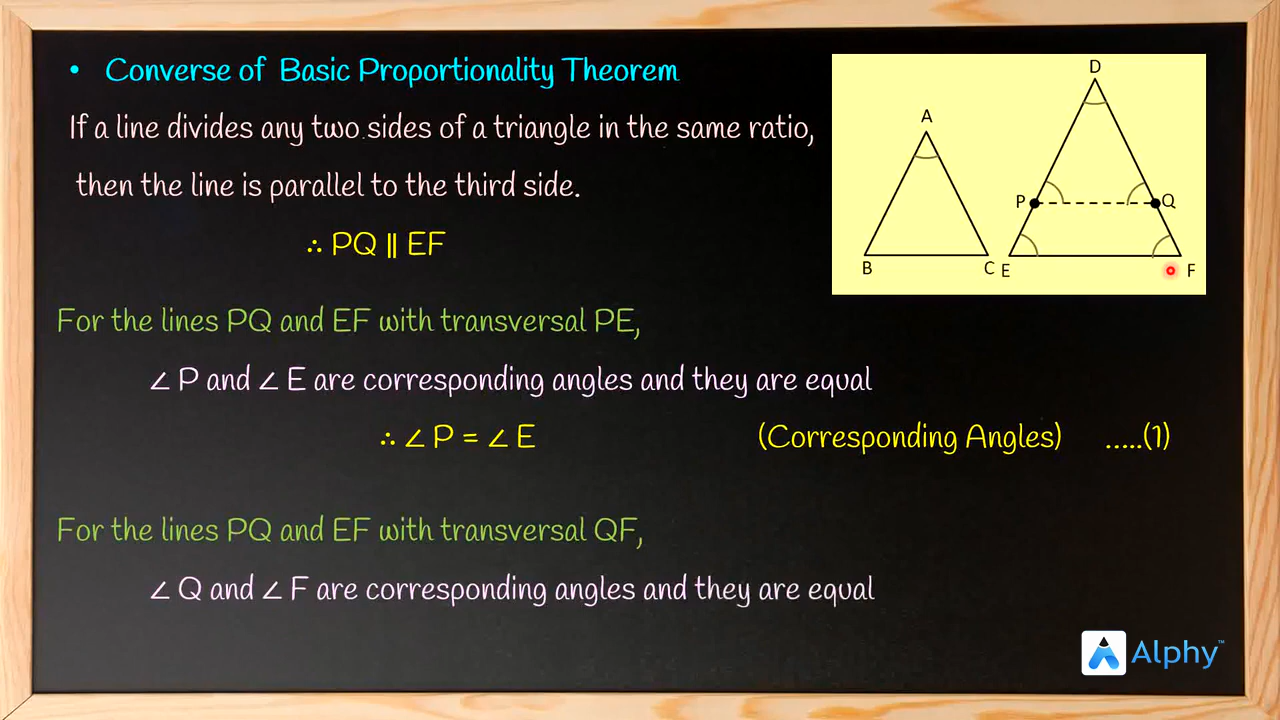 • Converse of Basic Proportionality Theorem
If a line divides any two sides of a triangle in the same ratio,
then the line is parallel to the third side.
∴ PQ ∥ EF
For the lines PQ and EF with transversal PE,
∠ P and ∠ E are corresponding angles and they are equal
∴ ∠ P = ∠ E (Corresponding Angles) .....(1)
For the lines PQ and EF with transversal QF,
∠ Q and ∠ F are corresponding angles and they are equal
D
A
P Q
B C E F
Alphy™